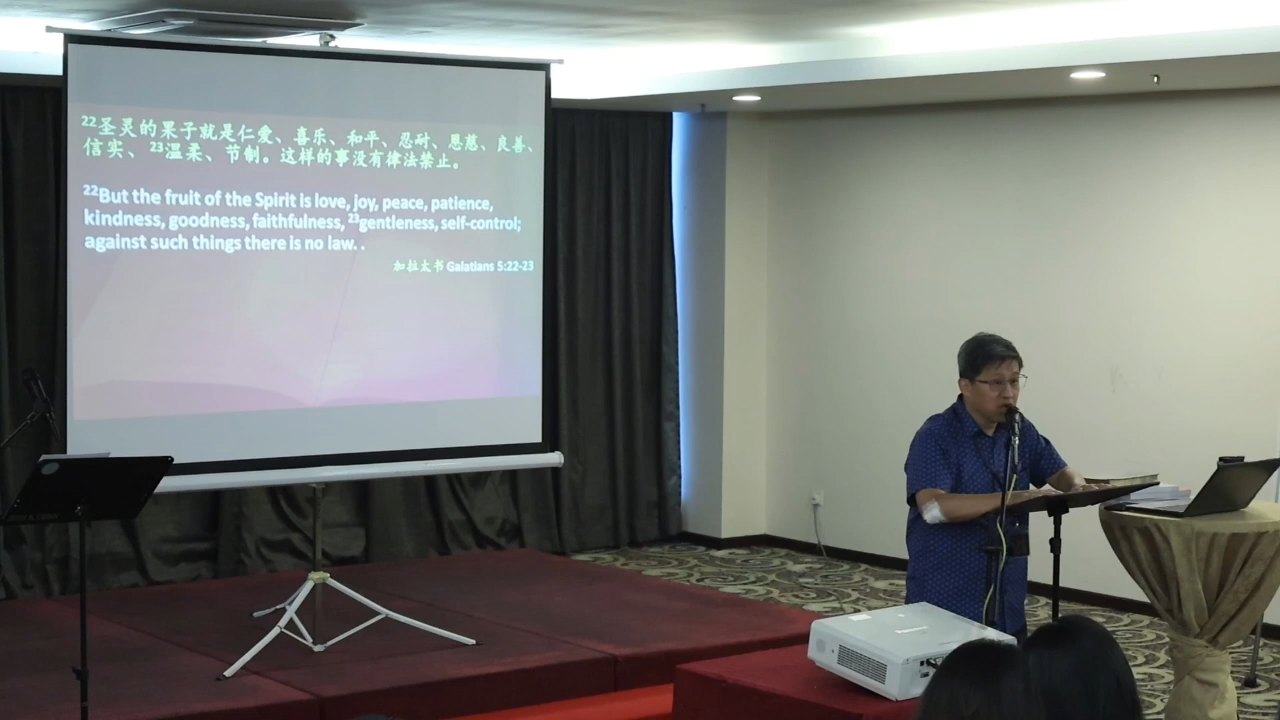 22圣灵的果子就是仁爱、喜乐、和平、忍耐、恩慈、良善、
信实、 23温柔、节制。这样的事没有律法禁止。
22But the fruit of the Spirit is love, joy, peace, patience,
kindness, goodness, faithfulness, 23gentleness, self-control;
against such things there is no law. .
加拉太书 Galatians 5:22-23